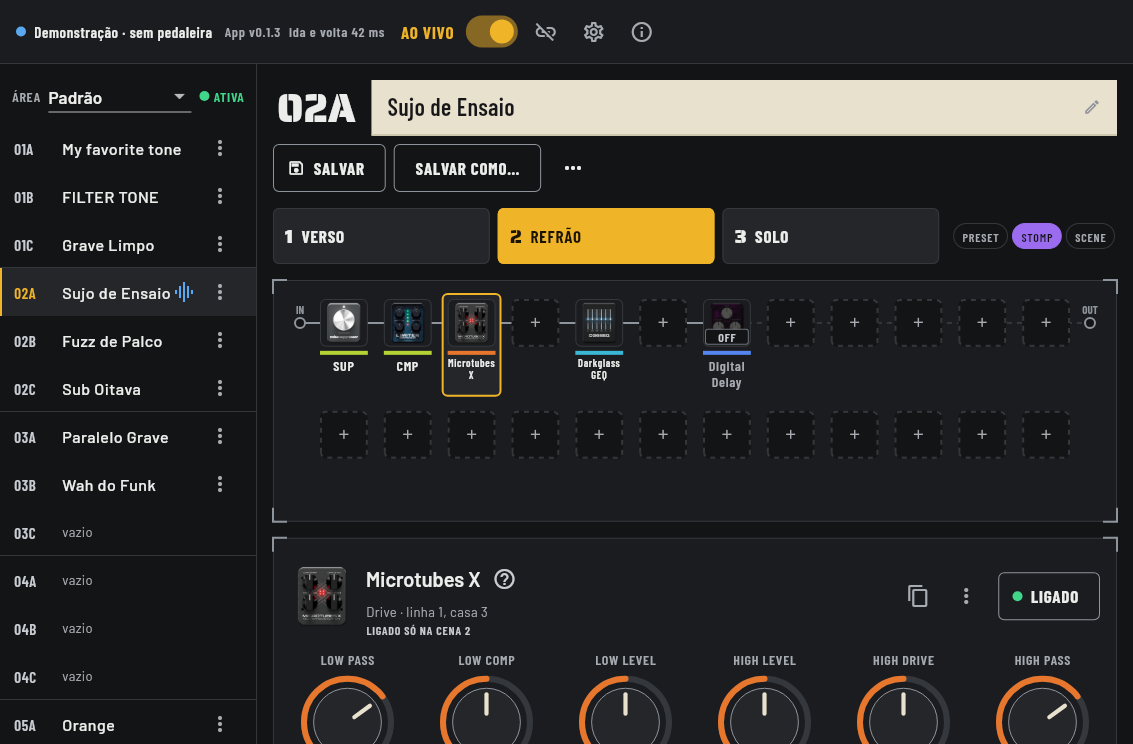 Demonstração · sem pedaleira App v0.1.3 Ida e volta 42 ms AO VIVO
ÁREA Padrão ATIVA
01A My favorite tone
01B FILTER TONE
01C Grave Limpo
02A Sujo de Ensaio
02B Fuzz de Palco
02C Sub Oitava
03A Paralelo Grave
03B Wah do Funk
03C vazio
04A vazio
04B vazio
04C vazio
05A Orange
02A Sujo de Ensaio
SALVAR SALVAR COMO...
1 VERSO 2 REFRÃO 3 SOLO PRESET STOMP SCENE
IN OUT
OFF
SUP CMP Microtubes X Darkglass GEQ Digital Delay
Microtubes X
Drive · linha 1, casa 3
LIGADO SÓ NA CENA 2
LIGADO
LOW PASS LOW COMP LOW LEVEL HIGH LEVEL HIGH DRIVE HIGH PASS